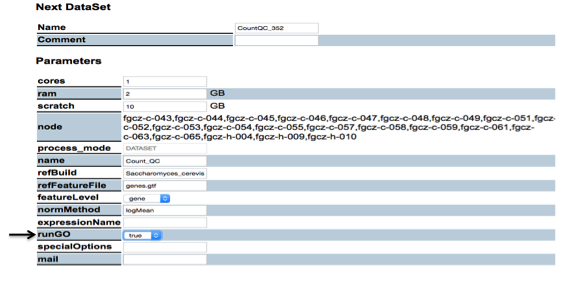 Next DataSet
Name CountQC_352
Comment
Parameters
cores 1
ram 2 GB
scratch 10 GB
node fgcz-c-043,fgcz-c-044,fgcz-c-045,fgcz-c-046,fgcz-c-047,fgcz-c-048,fgcz-c-049,fgcz-c-051,fgcz-
c-052,fgcz-c-053,fgcz-c-054,fgcz-c-055,fgcz-c-057,fgcz-c-058,fgcz-c-059,fgcz-c-061,fgcz-
c-063,fgcz-c-065,fgcz-h-004,fgcz-h-009,fgcz-h-010
process_mode DATASET
name Count_QC
refBuild Saccharomyces_cerevis
refFeatureFile genes.gtf
featureLevel gene
normMethod logMean
expressionName
runGO true
specialOptions
mail